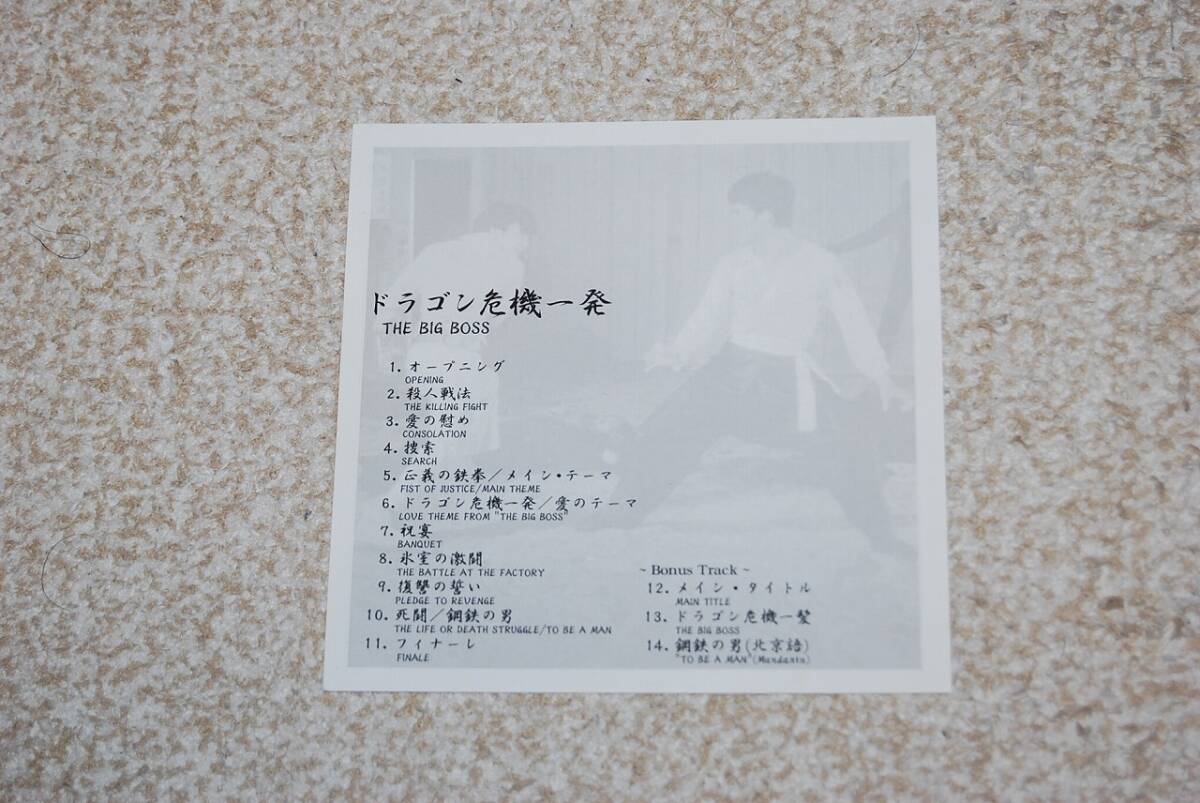 ドラゴン危機一発
THE BIG BOSS
1. オープニング
OPENING
2. 殺人戦法
THE KILLING FIGHT
3. 愛の慰め
CONSOLATION
4. 捜索
SEARCH
5. 正義の鉄拳/メイン・テーマ
FIST OF JUSTICE/MAIN THEME
6. ドラゴン危機一発/愛のテーマ
LOVE THEME FROM "THE BIG BOSS"
7. 祝宴
BANQUET
8. 氷室の激闘
THE BATTLE AT THE FACTORY
9. 復讐の誓い
PLEDGE TO REVENGE
10. 死闘/鋼鉄の男
THE LIFE OR DEATH STRUGGLE/TO BE A MAN
11. フィナーレ
FINALE
~ Bonus Track ~
12. メイン・タイトル
MAIN TITLE
13. ドラゴン危機一髪
THE BIG BOSS
14. 鋼鉄の男(北京語)
"TO BE A MAN"(Mandarin)